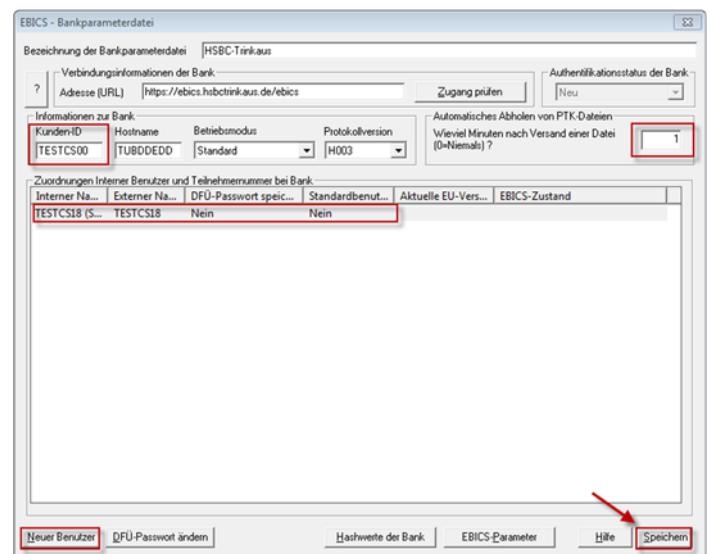 EBICS - Bankparameterdatei
Bezeichnung der Bankparameterdatei HSBC-Trinkaus
Verbindungsinformationen der Bank
Authentifikationsstatus der Bank
? Adresse (URL) https://ebics.hsbctrinkaus.de/ebics Zugang prüfen Neu
Informationen zur Bank
Automatisches Abholen von PTK-Dateien
Kunden-ID Hostname Betriebsmodus Protokollversion
Wieviel Minuten nach Versand einer Datei
(0=Niemals) ?
1
TESTCS00 TUBDDEDD Standard H003
Zuordnungen Interner Benutzer und Teilnehmernummer bei Bank
Interner Na... Externer Na... DFÜ-Passwort speic... Standardbenut... Aktuelle EU-Vers... EBICS-Zustand
TESTCS18 (S... TESTCS18 Nein Nein
Neuer Benutzer DFÜ-Passwort ändern Hashwerte der Bank EBICS-Parameter Hilfe Speichern